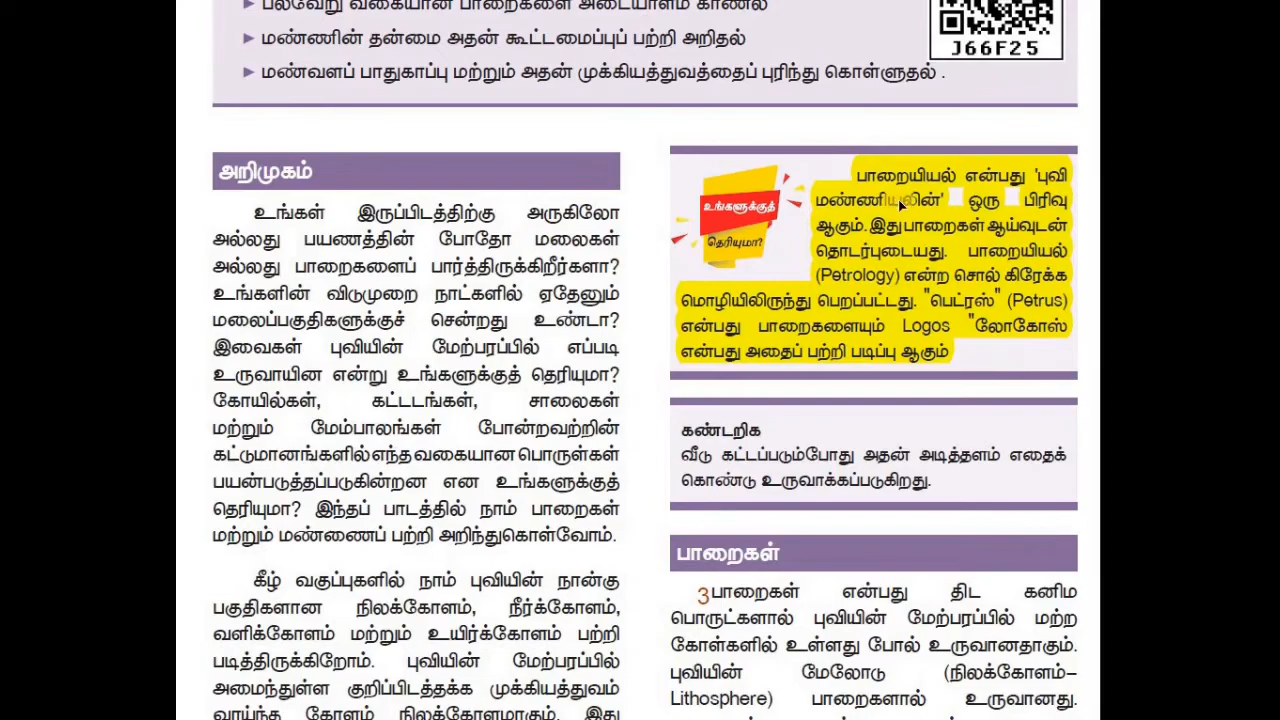 ▶ பல்வேறு வகையான பாறைகளை அடையாளம் காணல்
▶ மண்ணின் தன்மை அதன் கூட்டமைப்புப் பற்றி அறிதல்
▶ மண்வளப் பாதுகாப்பு மற்றும் அதன் முக்கியத்துவத்தைப் புரிந்து கொள்ளுதல் .
J66F25
அறிமுகம்
உங்கள் இருப்பிடத்திற்கு அருகிலோ
அல்லது பயணத்தின் போதோ மலைகள்
அல்லது பாறைகளைப் பார்த்திருக்கிறீர்களா?
உங்களின் விடுமுறை நாட்களில் ஏதேனும்
மலைப்பகுதிகளுக்குச் சென்றது உண்டா?
இவைகள் புவியின் மேற்பரப்பில் எப்படி
உருவாயின என்று உங்களுக்குத் தெரியுமா?
கோயில்கள், கட்டடங்கள், சாலைகள்
மற்றும் மேம்பாலங்கள் போன்றவற்றின்
கட்டுமானங்களில் எந்த வகையான பொருள்கள்
பயன்படுத்தப்படுகின்றன என உங்களுக்குத்
தெரியுமா? இந்தப் பாடத்தில் நாம் பாறைகள்
மற்றும் மண்ணைப் பற்றி அறிந்துகொள்வோம்.
கீழ் வகுப்புகளில் நாம் புவியின் நான்கு
பகுதிகளான நிலக்கோளம், நீர்க்கோளம்,
வளிக்கோளம் மற்றும் உயிர்க்கோளம் பற்றி
படித்திருக்கிறோம். புவியின் மேற்பரப்பில்
அமைந்துள்ள குறிப்பிடத்தக்க முக்கியத்துவம்
வாய்ந்த கோளம் நிலக்கோளமாகும். இது
உங்களுக்குத்
தெரியுமா?
பாறையியல் என்பது 'புவி
மண்ணியலின்' ஒரு பிரிவு
ஆகும். இது பாறைகள் ஆய்வுடன்
தொடர்புடையது. பாறையியல்
(Petrology) என்ற சொல் கிரேக்க
மொழியிலிருந்து பெறப்பட்டது. "பெட்ரஸ்" (Petrus)
என்பது பாறைகளையும் Logos "லோகோஸ்
என்பது அதைப் பற்றி படிப்பு ஆகும்
கண்டறிக
வீடு கட்டப்படும்போது அதன் அடித்தளம் எதைக்
கொண்டு உருவாக்கப்படுகிறது.
பாறைகள்
3பாறைகள் என்பது திட கனிம
பொருட்களால் புவியின் மேற்பரப்பில் மற்ற
கோள்களில் உள்ளது போல் உருவானதாகும்.
புவியின் மேலோடு (நிலக்கோளம்–
Lithosphere) பாறைகளால் உருவானது.